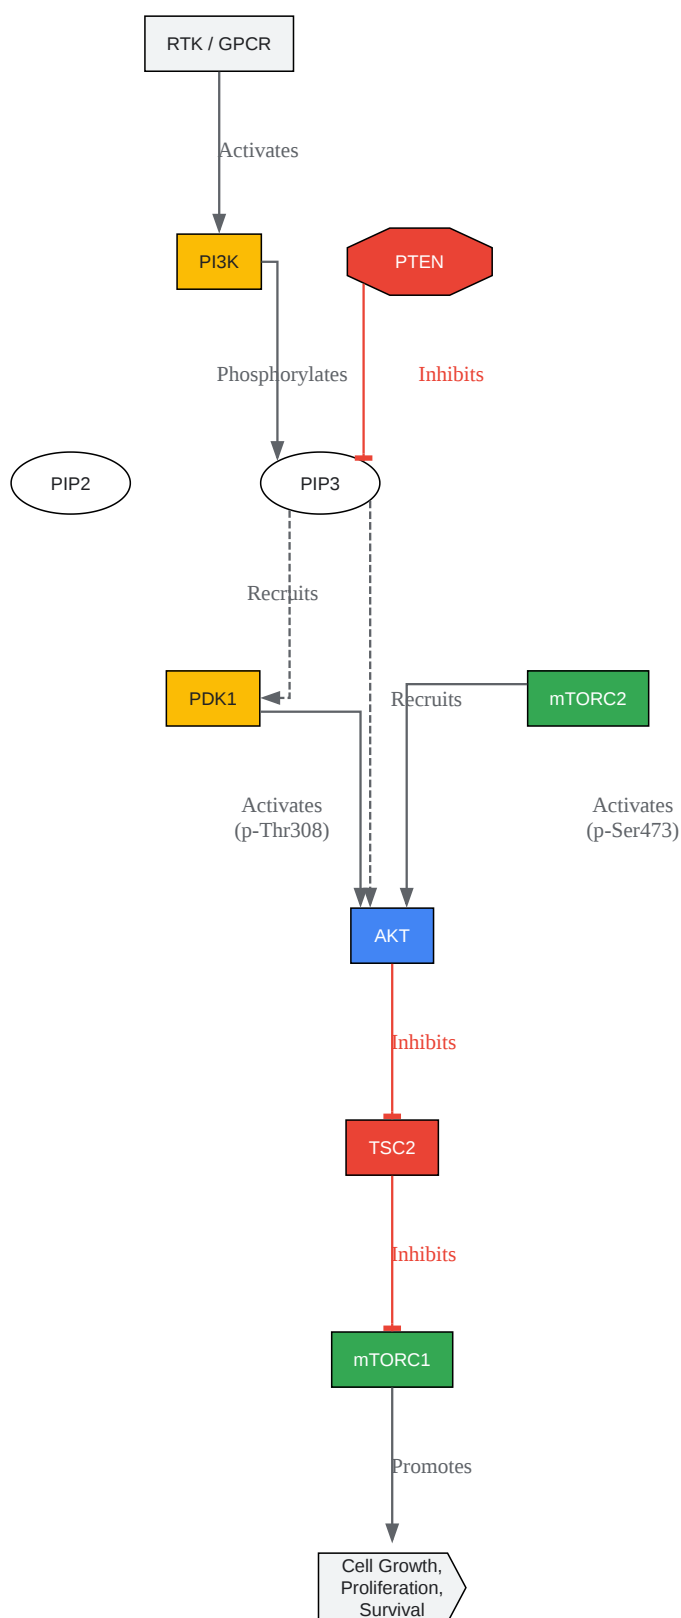 RTK / GPCR
Activates
PI3K
PTEN
Phosphorylates
Inhibits
PIP2
PIP3
Recruits
PDK1
Recruits
mTORC2
Activates
(p-Thr308)
Activates
(p-Ser473)
AKT
Inhibits
TSC2
Inhibits
mTORC1
Promotes
Cell Growth,
Proliferation,
Survival